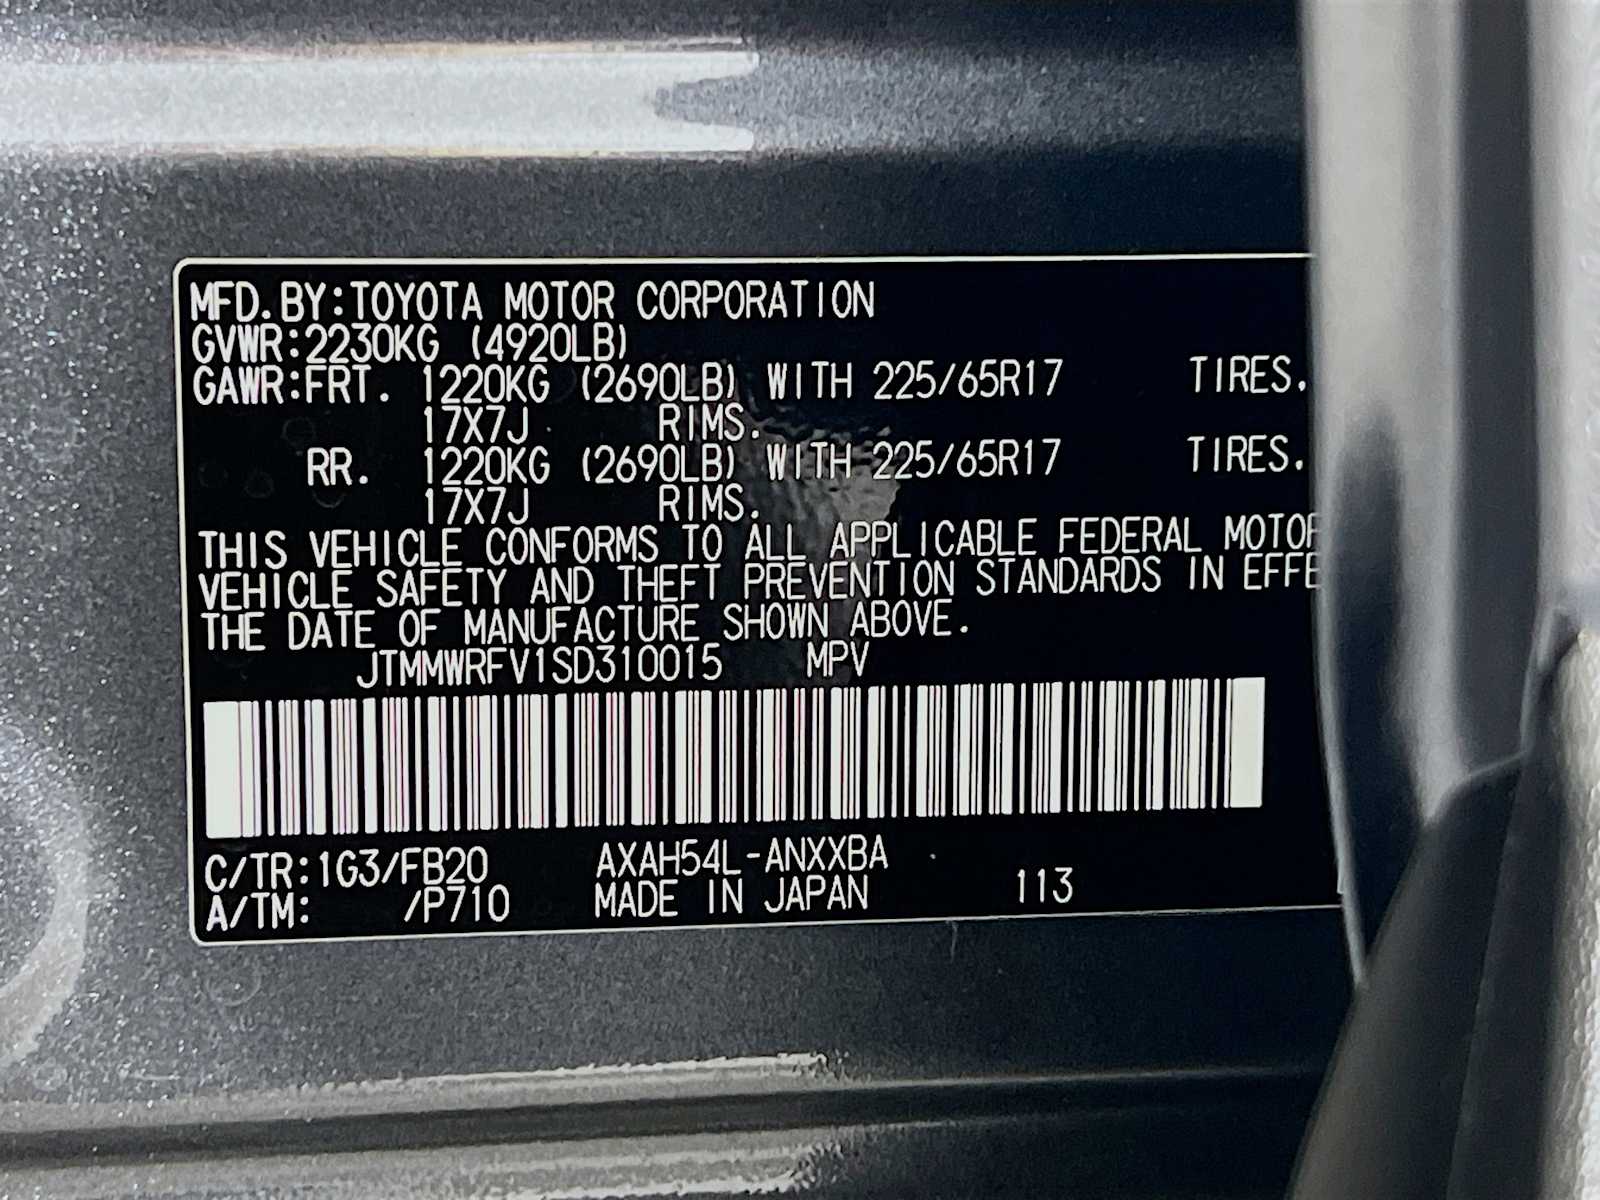 MFD.BY:TOYOTA MOTOR CORPORATION
GVWR:2230KG (4920LB)
GAWR:FRT. 1220KG (2690LB) WITH 225/65R17 TIRES.
17X7J RIMS.
RR. 1220KG (2690LB) WITH 225/65R17 TIRES.
17X7J RIMS.
THIS VEHICLE CONFORMS TO ALL APPLICABLE FEDERAL MOTOR
VEHICLE SAFETY AND THEFT PREVENTION STANDARDS IN EFFE
THE DATE OF MANUFACTURE SHOWN ABOVE.
JTMMWRFV1SD310015 MPV
C/TR:1G3/FB20 AXAH54L-ANXXBA
A/TM: /P710 MADE IN JAPAN 113